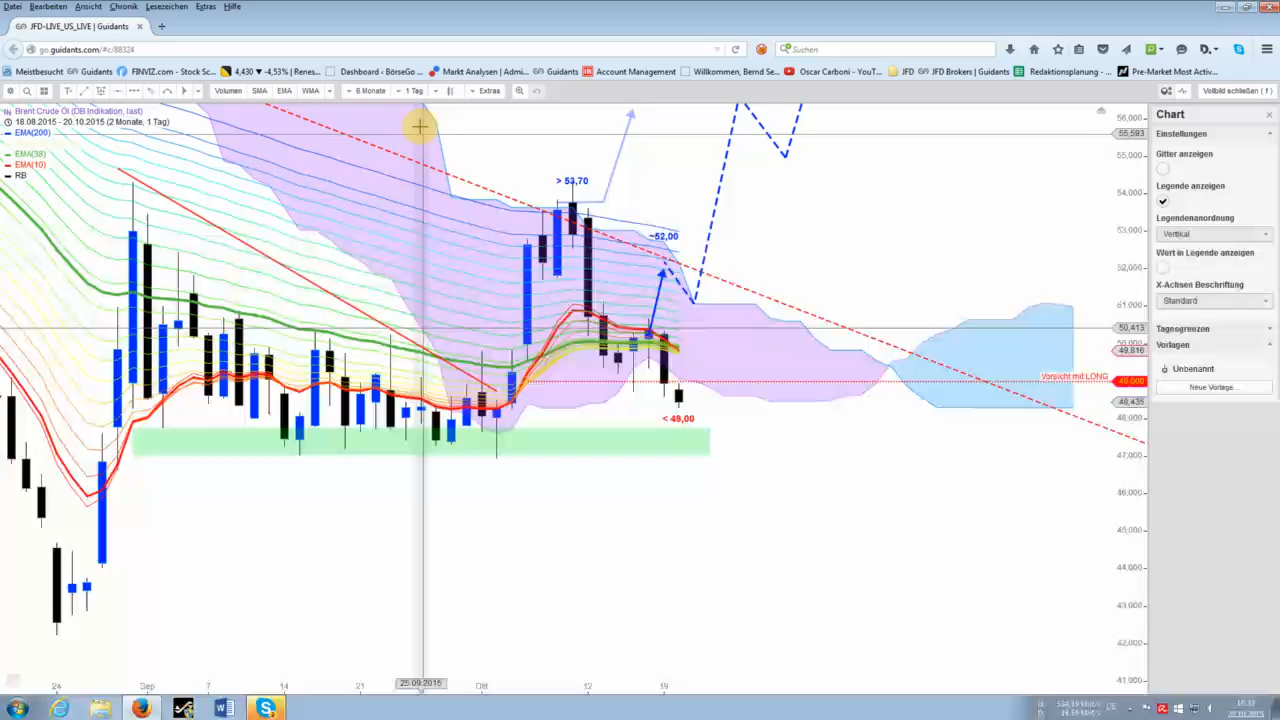 Datei Bearbeiten Ansicht Chronik Lesezeichen Extras Hilfe
JFD-LIVE_US_LIVE | Guidants
go.guidants.com/#c/88324
Suchen
Meistbesucht Guidants FINVIZ.com - Stock Sc... 4,430 ▼ -4,53% | Renes... Dashboard - BörseGo ... Markt Analysen | Admi... Guidants Account Management Willkommen, Bernd Se... Oscar Carboni - YouT... JFD JFD Brokers | Guidants Redaktionsplanung - ... Pre-Market Most Activ...
Volumen SMA EMA WMA 6 Monate 1 Tag Extras Vollbild schließen ( f )
Brent Crude Öl (DB Indikation, last)
18.08.2015 - 20.10.2015 (2 Monate, 1 Tag)
EMA(200)
EMA(38)
EMA(10)
RB
> 53,70
~52,00
Vorsicht mit LONG
< 49,00
56,000
55,593
55,000
54,000
53,000
52,000
51,000
50,413
50,000
49,816
49,000
48,435
48,000
47,000
46,000
45,000
44,000
43,000
42,000
41,000
24 Sep 7 14 21 25.09.2015 Okt 12 19
Chart
Einstellungen
Gitter anzeigen
Legende anzeigen
Legendenanordnung
Vertikal
Wert in Legende anzeigen
X-Achsen Beschriftung
Standard
Tagesgrenzen
Vorlagen
Unbenannt
Neue Vorlage...
DE
20.10.2015